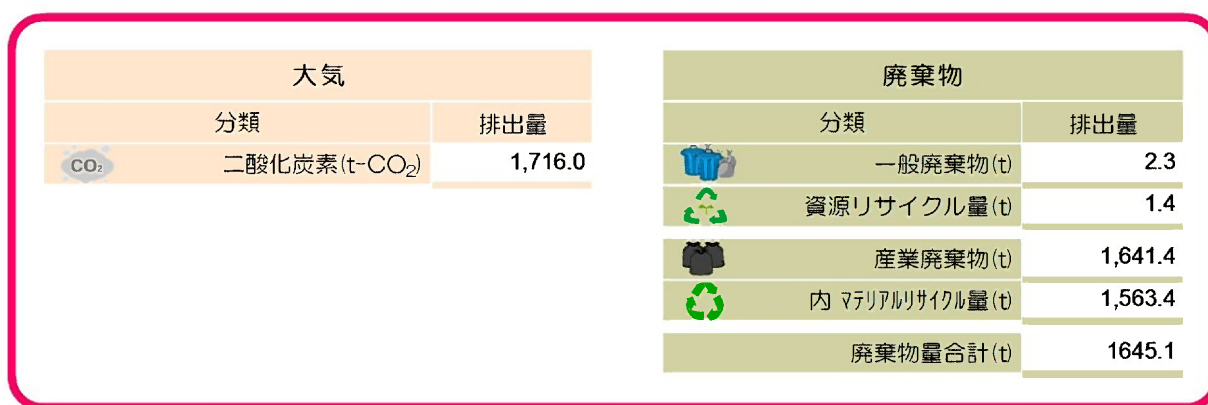 大気
分類 排出量
CO₂ 二酸化炭素(t-CO₂) 1,716.0
廃棄物
分類 排出量
一般廃棄物(t) 2.3
資源リサイクル量(t) 1.4
産業廃棄物(t) 1,641.4
内 ﾏﾃﾘｱﾙﾘｻｲｸﾙ量(t) 1,563.4
廃棄物量合計(t) 1645.1